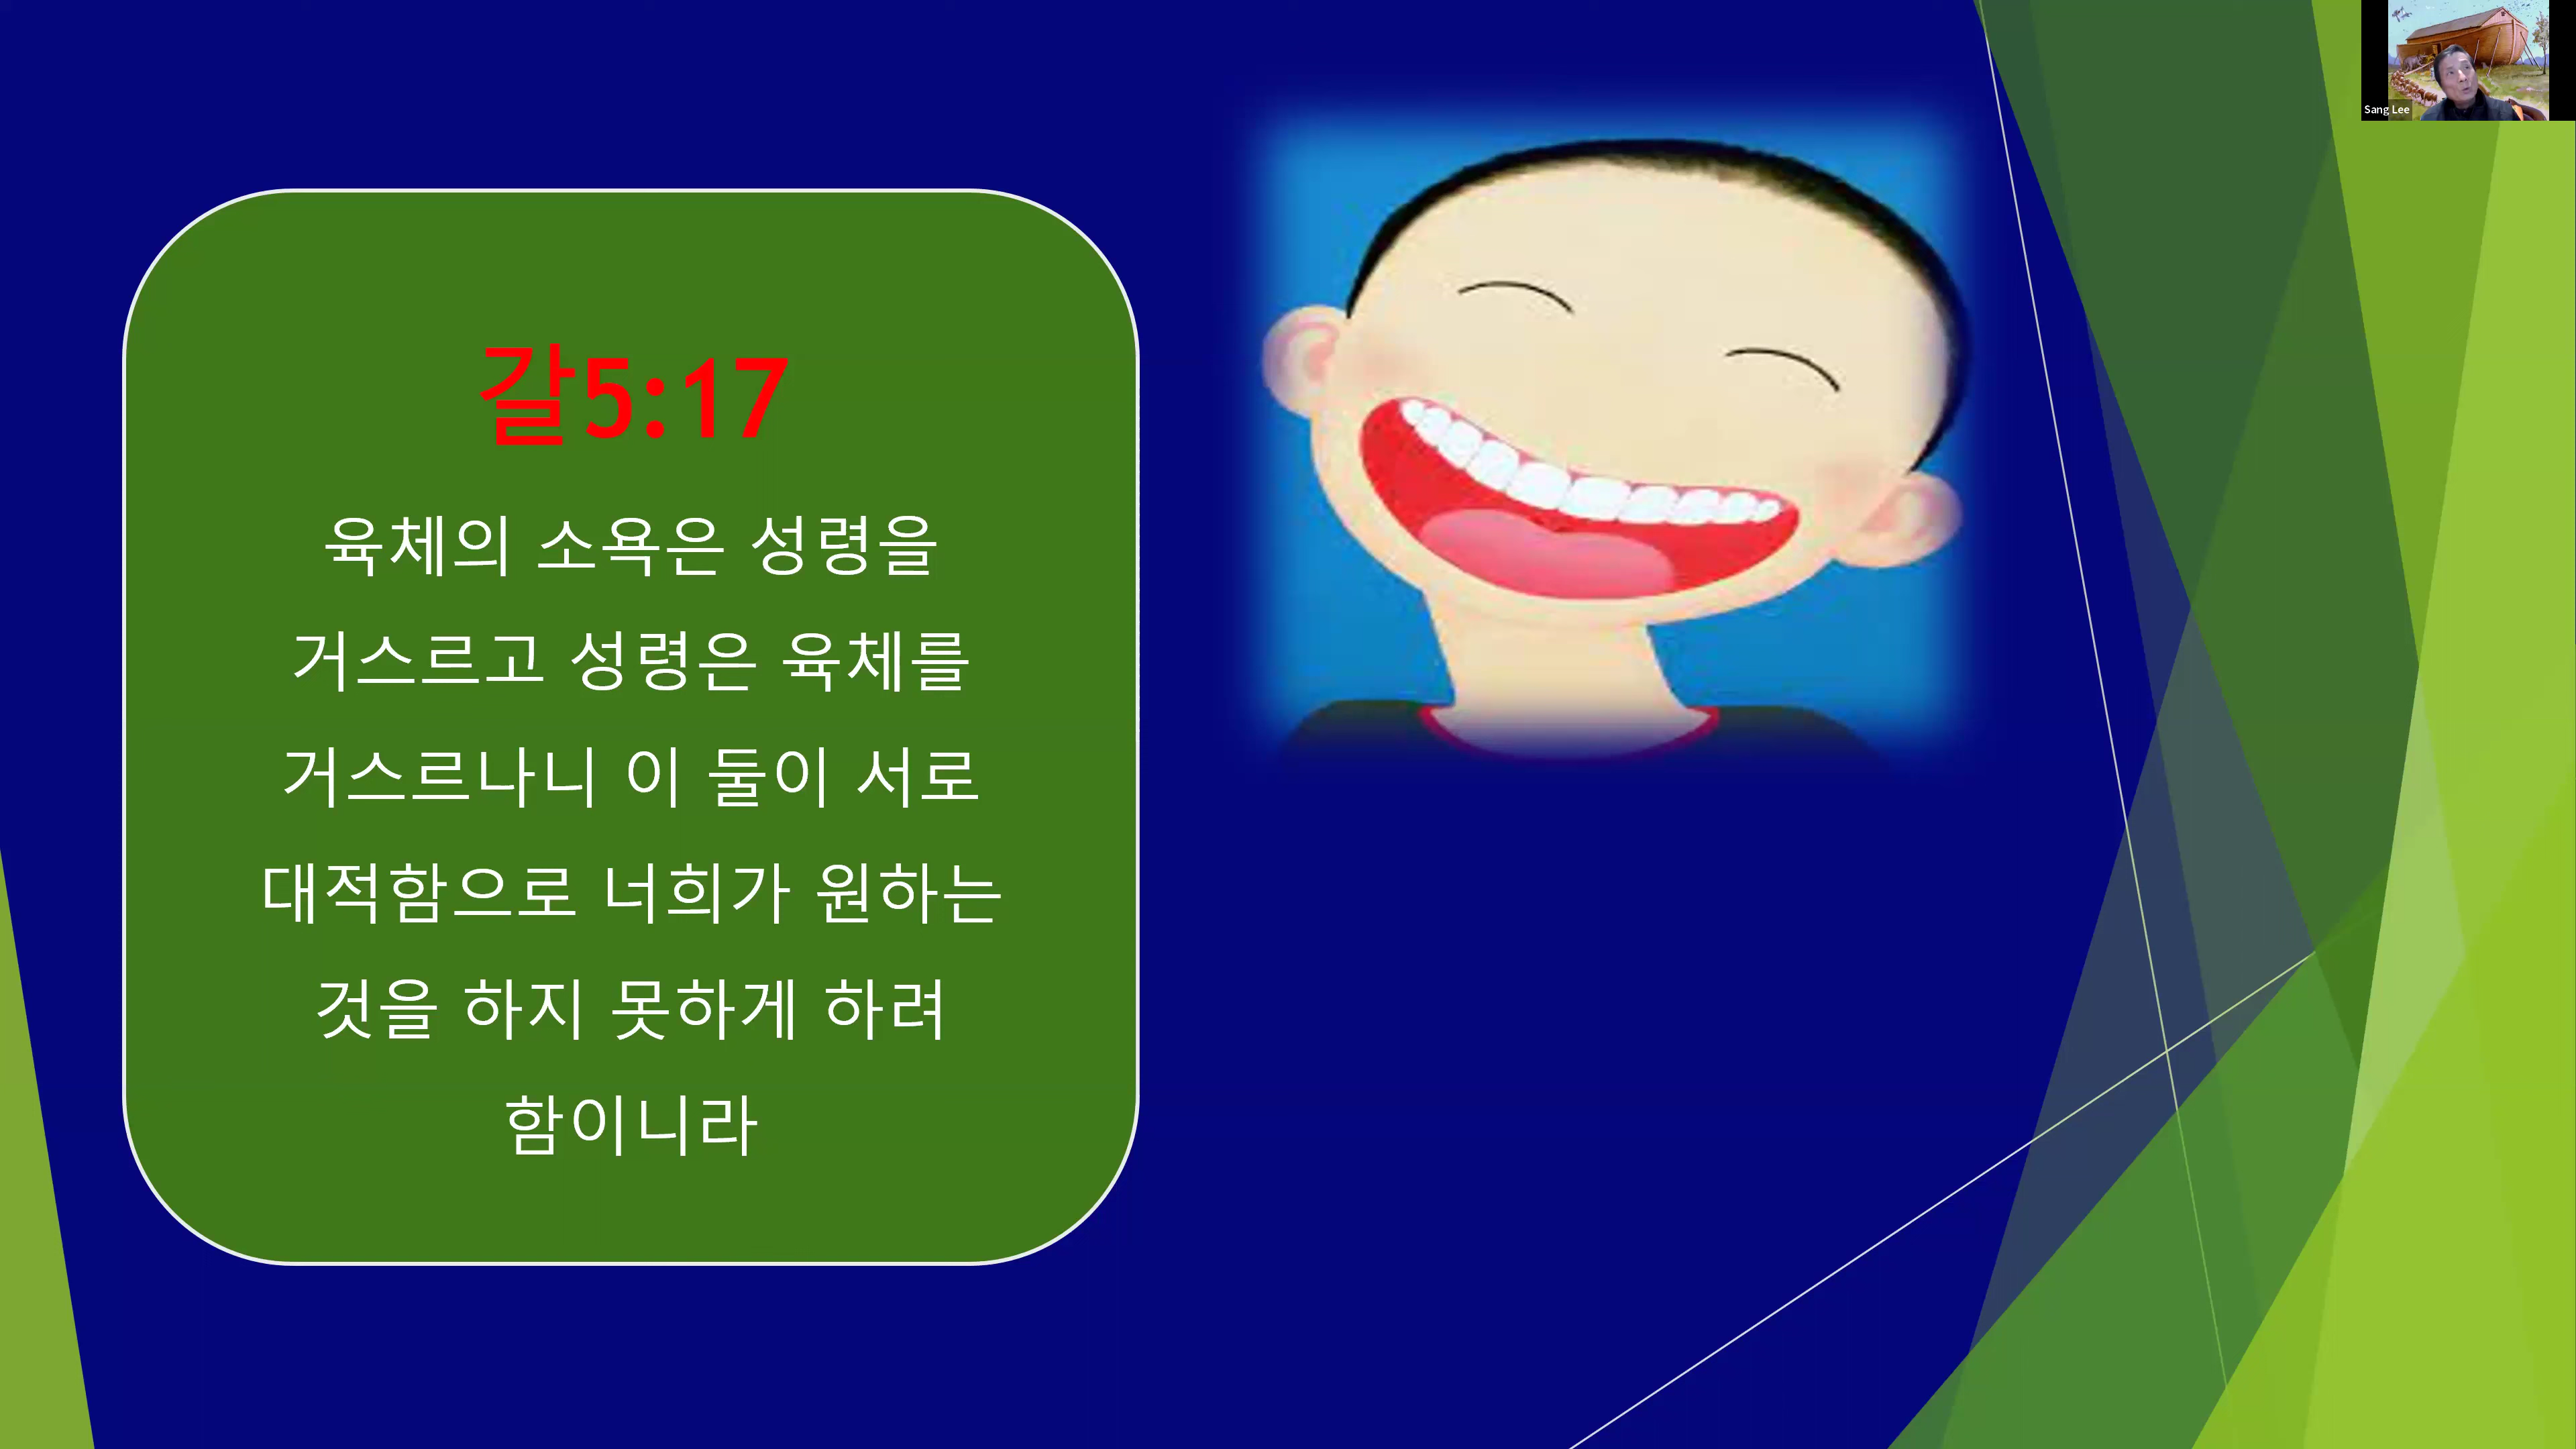 갈5:17
육체의 소욕은 성령을
거스르고 성령은 육체를
거스르나니 이 둘이 서로
대적함으로 너희가 원하는
것을 하지 못하게 하려
함이니라
Sang Lee